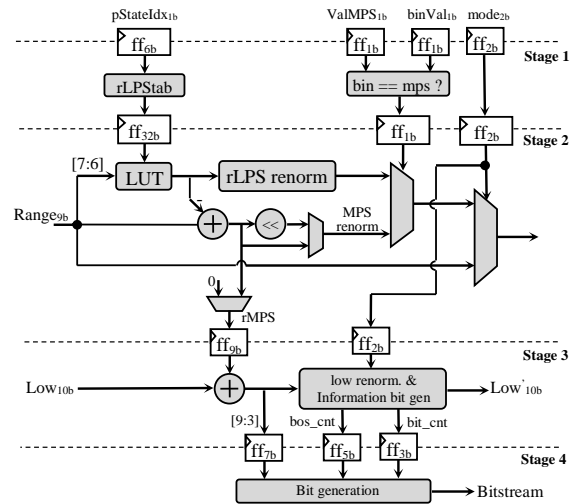 pStateIdx1b ValMPS1b binVal1b mode2b
ff6b ff1b ff1b ff2b
Stage 1
rLPStab bin == mps ?
ff32b ff1b ff2b
Stage 2
[7:6] LUT rLPS renorm
-
Range9b + << MPS renorm
0
rMPS
ff9b ff2b
Stage 3
Low10b + low renorm. & Information bit gen Low'10b
[9:3] bos_cnt bit_cnt
ff7b ff5b ff3b
Stage 4
Bit generation Bitstream